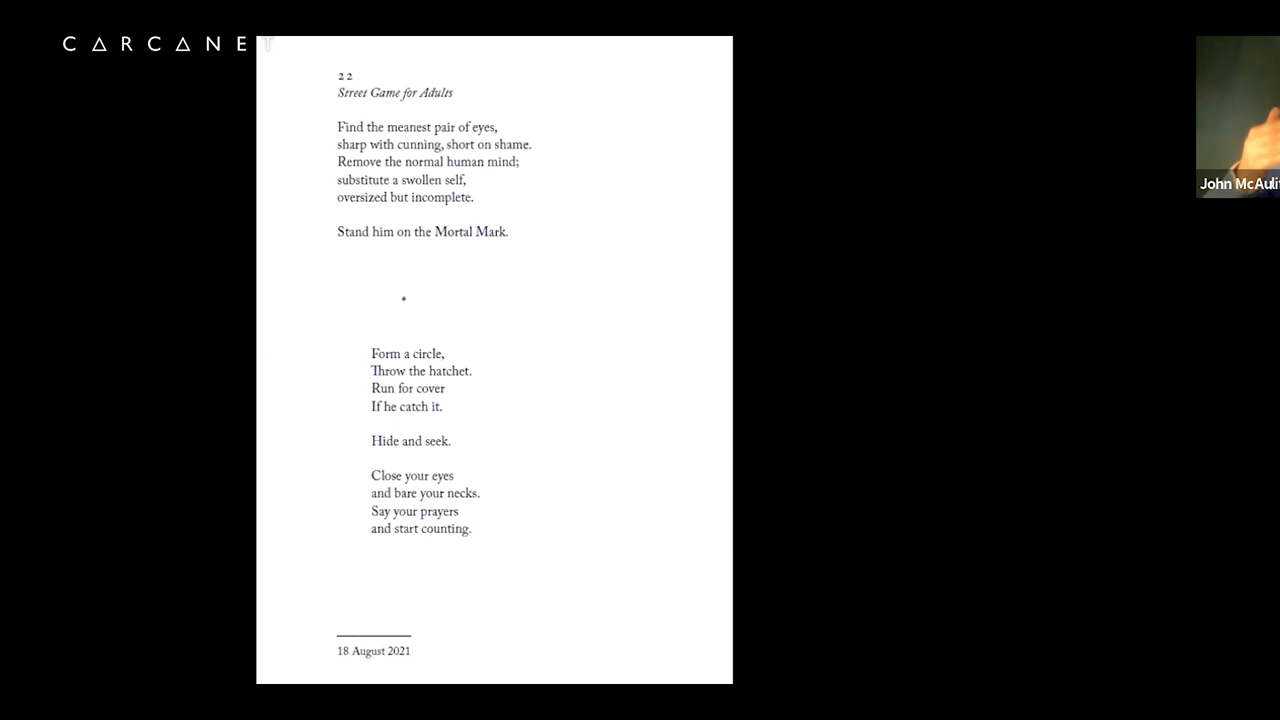 CARCANET
22
Street Game for Adults
Find the meanest pair of eyes,
sharp with cunning, short on shame.
Remove the normal human mind;
substitute a swollen self,
oversized but incomplete.
Stand him on the Mortal Mark.
*
Form a circle,
Throw the hatchet.
Run for cover
If he catch it.
Hide and seek.
Close your eyes
and bare your necks.
Say your prayers
and start counting.
18 August 2021
John McAulif